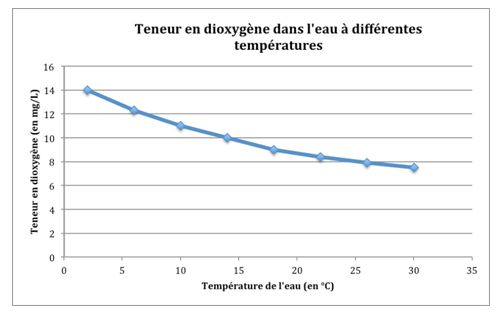 Teneur en dioxygène dans l'eau à différentes
températures
Teneur en dioxygène (en mg/L)
16
14
12
10
8
6
4
2
0
0 5 10 15 20 25 30 35
Température de l'eau (en °C)